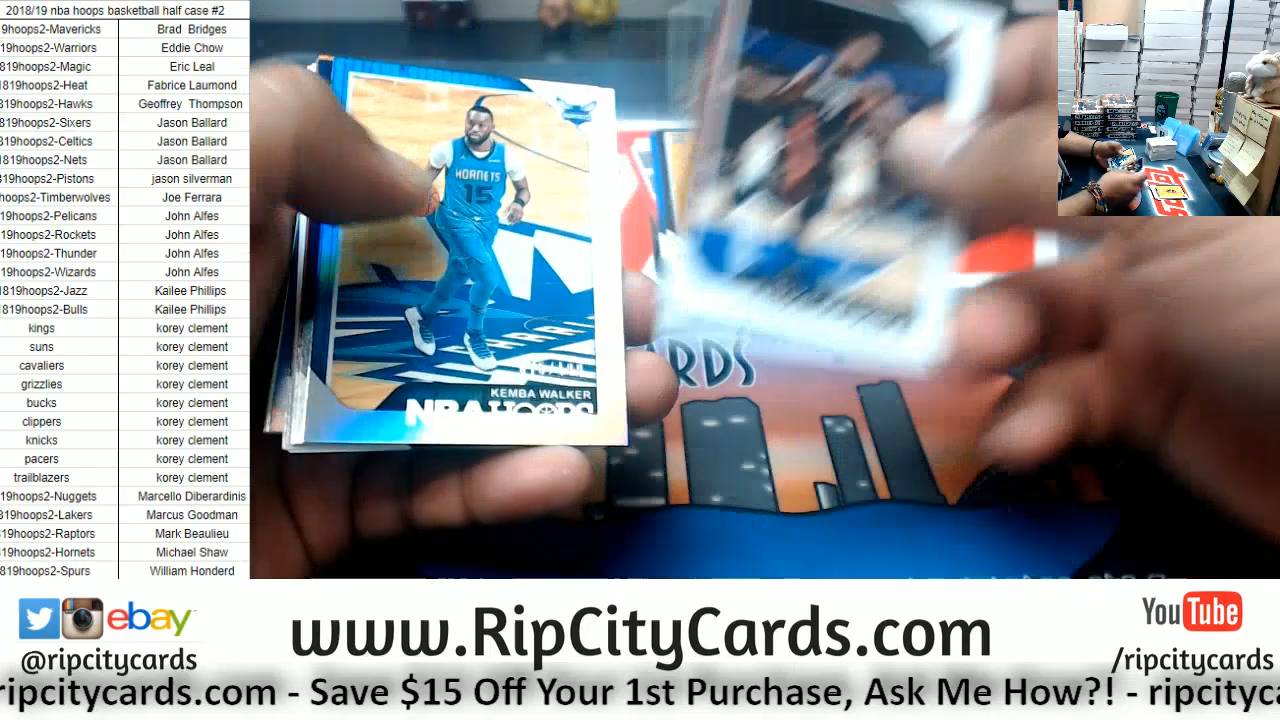 2018/19 nba hoops basketball half case #2
9hoops2-Mavericks Brad Bridges
19hoops2-Warriors Eddie Chow
819hoops2-Magic Eric Leal
1819hoops2-Heat Fabrice Laumond
819hoops2-Hawks Geoffrey Thompson
819hoops2-Sixers Jason Ballard
819hoops2-Celtics Jason Ballard
1819hoops2-Nets Jason Ballard
819hoops2-Pistons jason silverman
hoops2-Timberwolves Joe Ferrara
19hoops2-Pelicans John Alfes
19hoops2-Rockets John Alfes
19hoops2-Thunder John Alfes
19hoops2-Wizards John Alfes
1819hoops2-Jazz Kailee Phillips
1819hoops2-Bulls Kailee Phillips
kings korey clement
suns korey clement
cavaliers korey clement
grizzlies korey clement
bucks korey clement
clippers korey clement
knicks korey clement
pacers korey clement
trailblazers korey clement
19hoops2-Nuggets Marcello Diberardinis
819hoops2-Lakers Marcus Goodman
19hoops2-Raptors Mark Beaulieu
19hoops2-Hornets Michael Shaw
819hoops2-Spurs William Honderd
HORNETS
15
KEMBA WALKER
NBA HOOPS
ARDS
ebay
@ripcitycards
www.RipCityCards.com
YouTube
/ripcitycards
ripcitycards.com - Save $15 Off Your 1st Purchase, Ask Me How?! - ripcityca